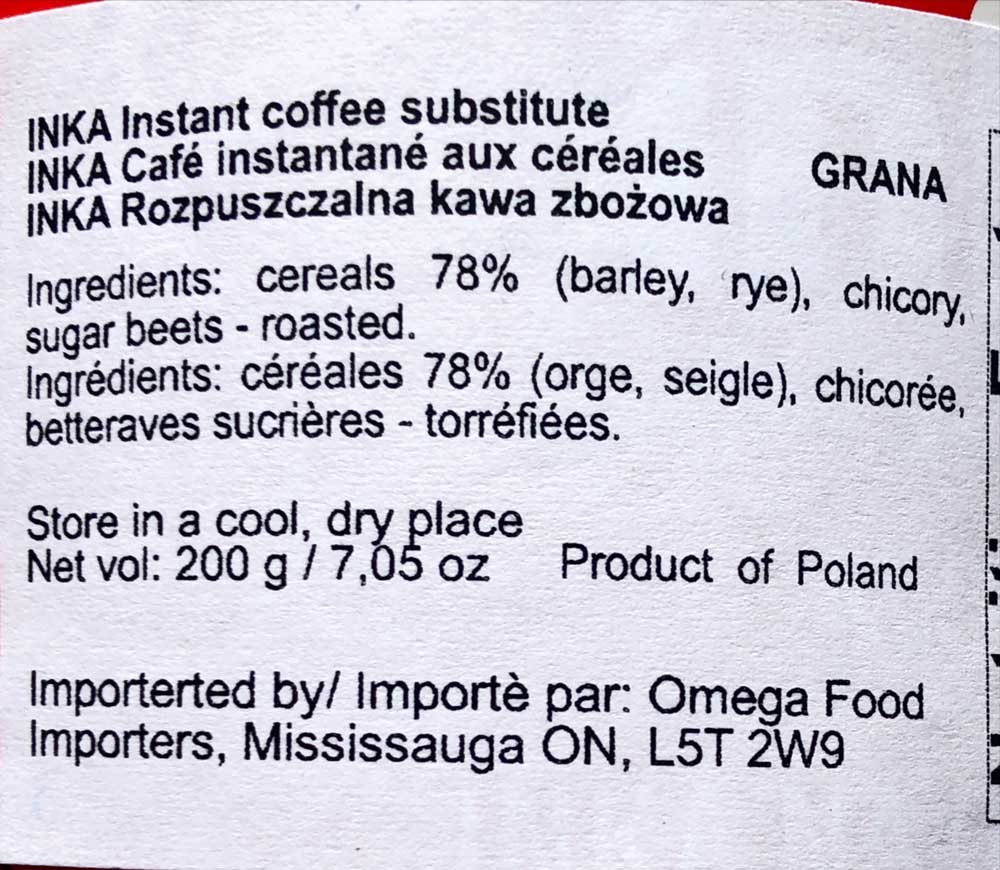 INKA Instant coffee substitute
INKA Café instantané aux céréales
GRANA
INKA Rozpuszczalna kawa zbożowa
Ingredients: cereals 78% (barley, rye), chicory,
sugar beets - roasted.
Ingrédients: céréales 78% (orge, seigle), chicorée,
betteraves sucrières - torréfiées.
Store in a cool, dry place
Net vol: 200 g / 7,05 oz Product of Poland
Importerted by/ Importè par: Omega Food
Importers, Mississauga ON, L5T 2W9